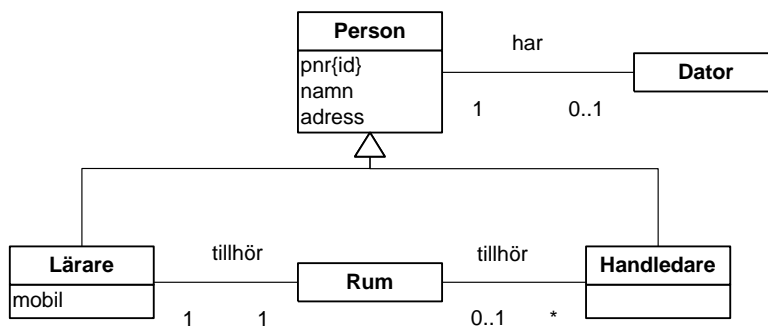 Person
har
pnr{id}
namn
adress
Dator
1
0..1
Lärare
mobil
tillhör
1
1
Rum
tillhör
0..1
*
Handledare